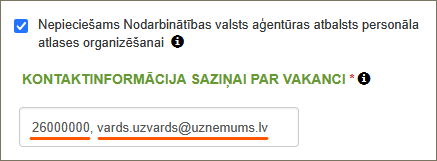 Nepieciešams Nodarbinātības valsts aģentūras atbalsts personāla
atlases organizēšanai
KONTAKTINFORMĀCIJA SAZIŅAI PAR VAKANCI *
26000000, vards.uzvards@uznemums.lv